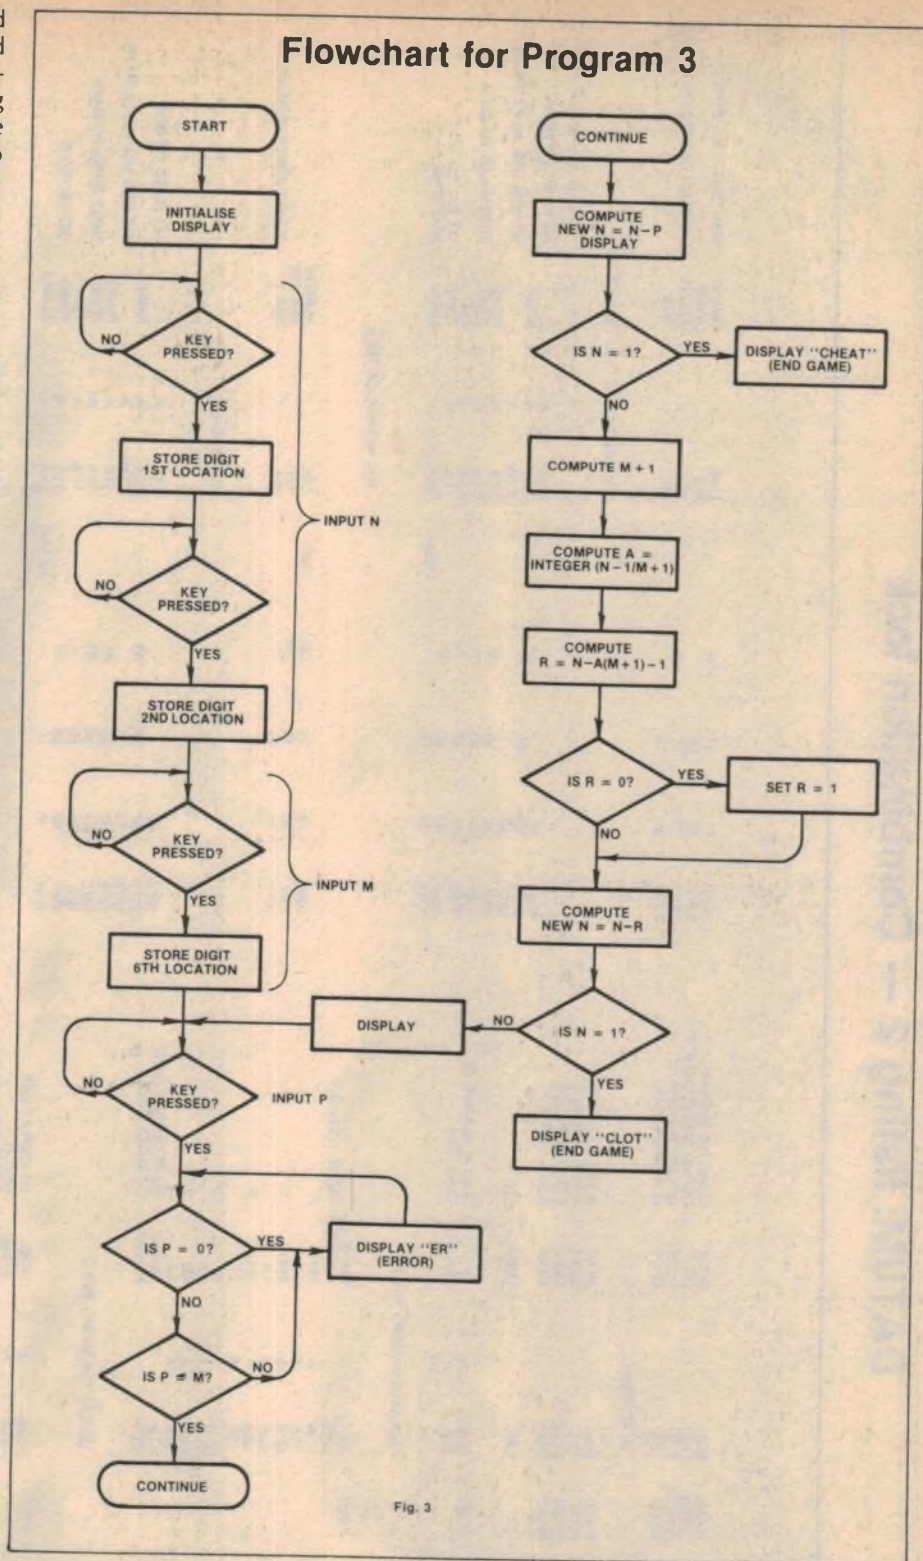 Flowchart for Program 3
START
INITIALISE
DISPLAY
KEY
PRESSED?
NO
YES
STORE DIGIT
1ST LOCATION
INPUT N
KEY
PRESSED?
NO
YES
STORE DIGIT
2ND LOCATION
KEY
PRESSED?
NO
YES
INPUT M
STORE DIGIT
6TH LOCATION
KEY
PRESSED?
NO
INPUT P
YES
IS P = 0?
YES
DISPLAY "ER"
(ERROR)
NO
IS P ≠ M?
NO
YES
CONTINUE
CONTINUE
COMPUTE
NEW N = N–P
DISPLAY
IS N = 1?
YES
DISPLAY "CHEAT"
(END GAME)
NO
COMPUTE M + 1
COMPUTE A =
INTEGER (N–1/M+1)
COMPUTE
R = N–A(M+1)–1
IS R = 0?
YES
SET R = 1
NO
COMPUTE
NEW N = N–R
IS N = 1?
NO
DISPLAY
YES
DISPLAY "CLOT"
(END GAME)
Fig. 3